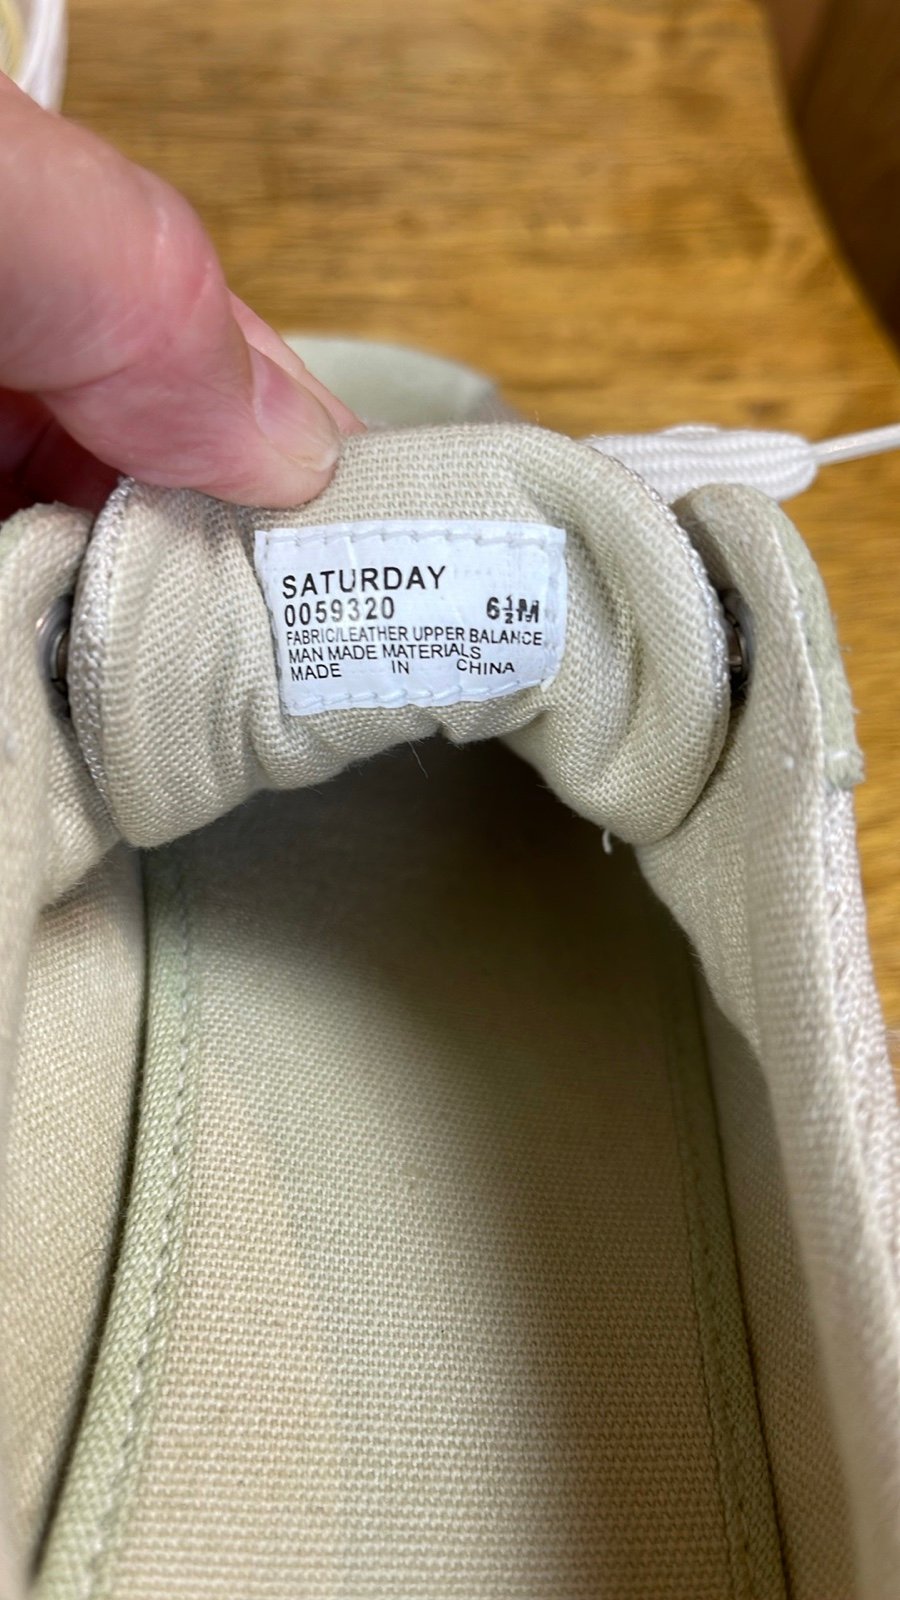 SATURDAY
0059320 6½M
FABRIC/LEATHER UPPER BALANCE
MAN MADE MATERIALS
MADE IN CHINA